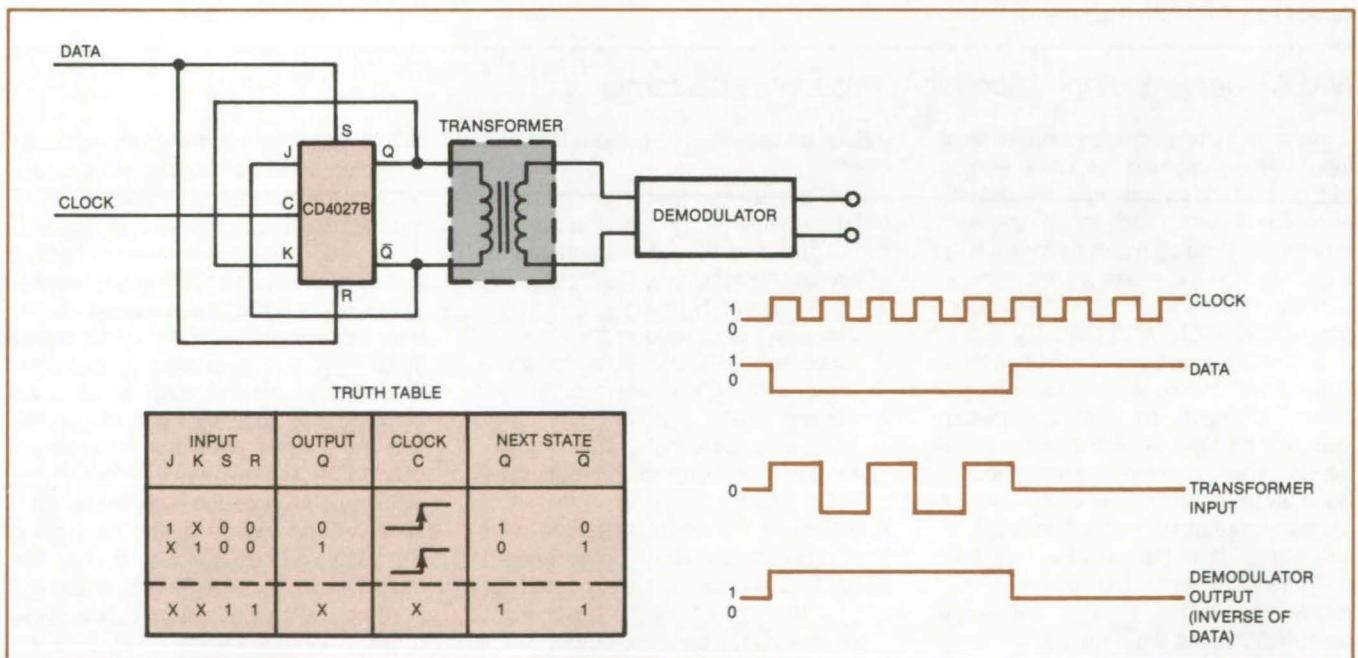 DATA
S
TRANSFORMER
J
Q
CLOCK
C
CD4027B
DEMODULATOR
K
Q̅
R
TRUTH TABLE
INPUT OUTPUT CLOCK NEXT STATE
J K S R Q C Q Q̅
1 X 0 0 0 1 0
X 1 0 0 1 0 1
X X 1 1 X X 1 1
1
0
CLOCK
1
0
DATA
0
TRANSFORMER
INPUT
1
0
DEMODULATOR
OUTPUT
(INVERSE OF
DATA)